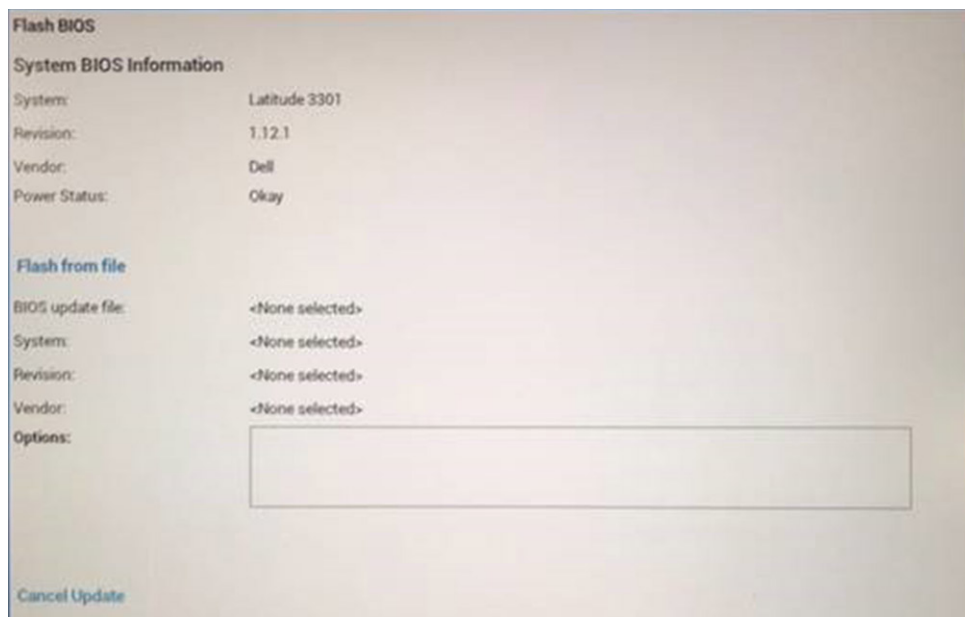 Flash BIOS
System BIOS Information
System: Latitude 3301
Revision: 1.12.1
Vendor: Dell
Power Status: Okay
Flash from file
BIOS update file: <None selected>
System: <None selected>
Revision: <None selected>
Vendor: <None selected>
Options:
Cancel Update